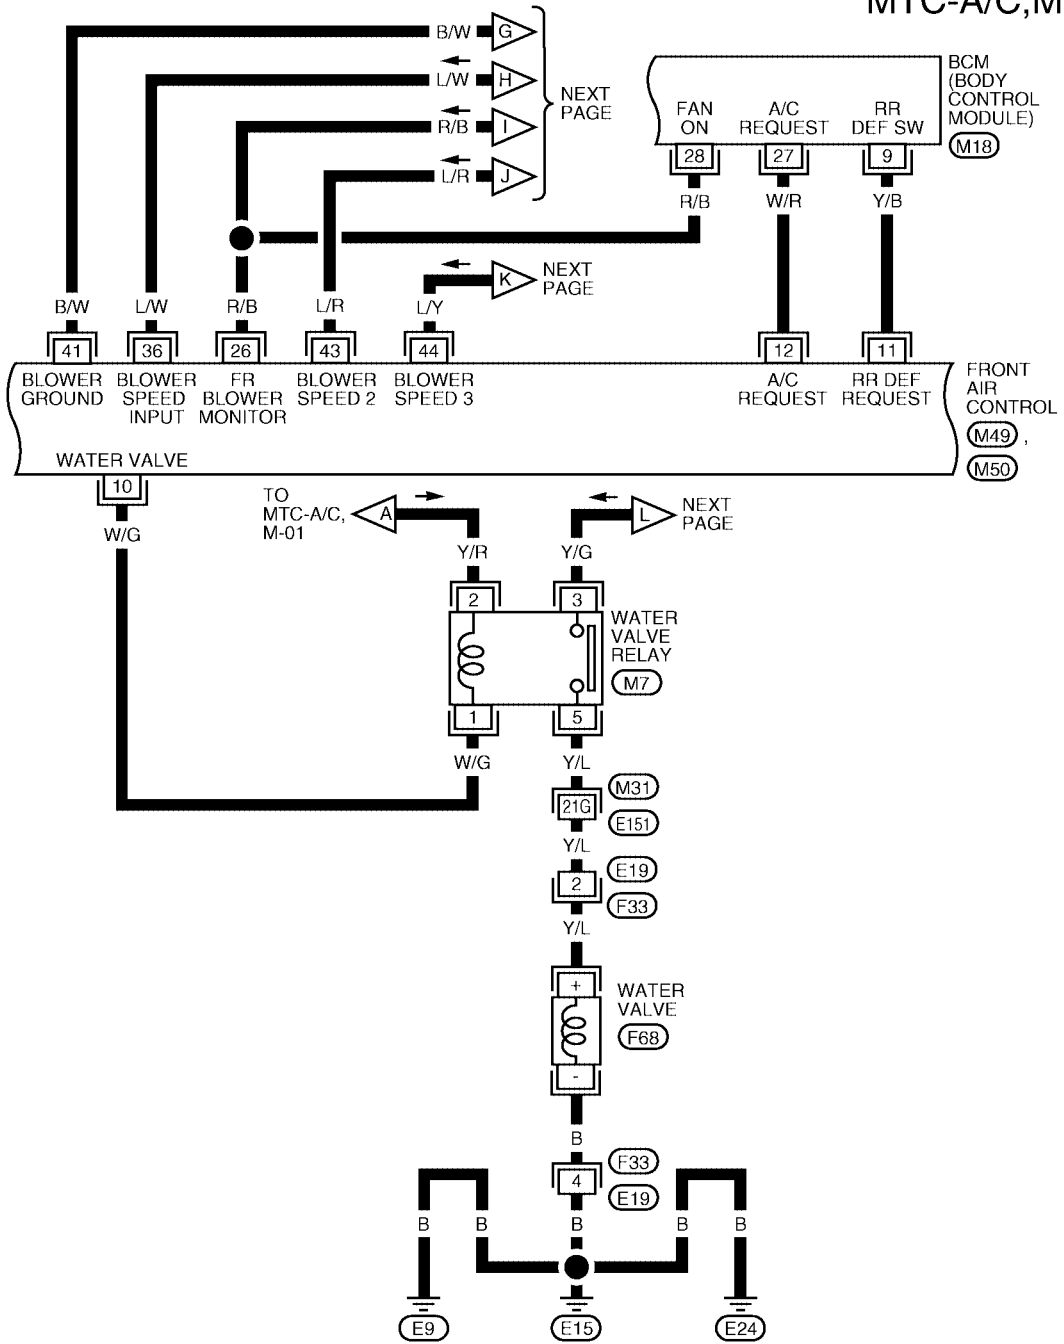 MTC-A/C,M
B/W G
L/W H
R/B I
L/R J
NEXT
PAGE
BCM
(BODY
CONTROL
MODULE)
M18
FAN
ON
A/C
REQUEST
RR
DEF SW
28
27
9
R/B
W/R
Y/B
K
NEXT
PAGE
B/W
L/W
R/B
L/R
L/Y
41
36
26
43
44
12
11
BLOWER
GROUND
BLOWER
SPEED
INPUT
FR
BLOWER
MONITOR
BLOWER
SPEED 2
BLOWER
SPEED 3
A/C
REQUEST
RR DEF
REQUEST
FRONT
AIR
CONTROL
M49 ,
M50
WATER VALVE
10
W/G
TO
MTC-A/C,
M-01
A
L
NEXT
PAGE
Y/R
Y/G
2
3
WATER
VALVE
RELAY
M7
1
5
W/G
Y/L
21G
M31
E151
Y/L
2
E19
F33
Y/L
+
WATER
VALVE
F68
-
B
4
F33
E19
B
B
B
B
B
E9
E15
E24